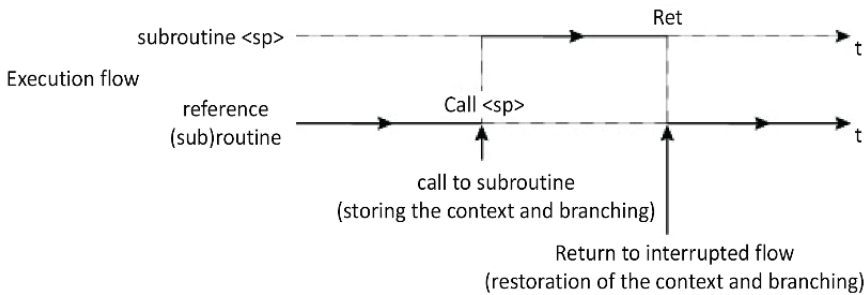 Ret
subroutine <sp>
t
Execution flow
reference
(sub)routine
Call <sp>
t
call to subroutine
(storing the context and branching)
Return to interrupted flow
(restoration of the context and branching)